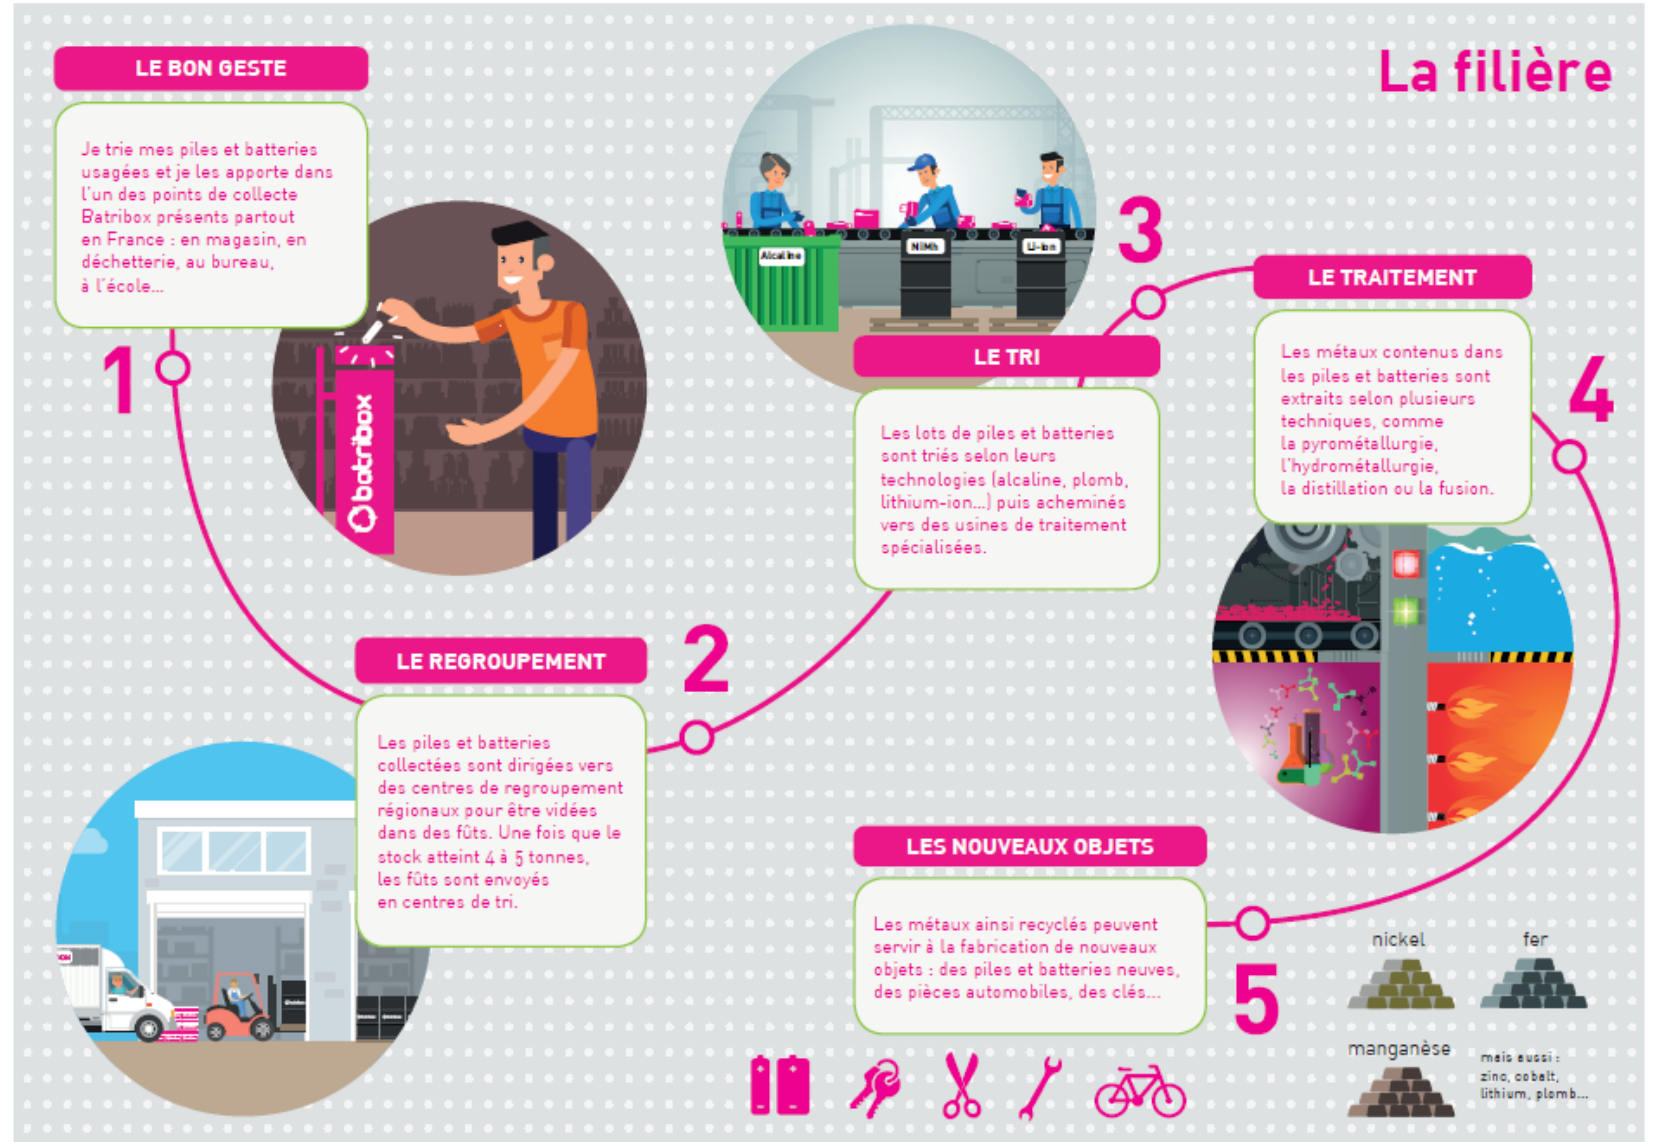 La filière
LE BON GESTE
Je trie mes piles et batteries
usagées et je les apporte dans
l'un des points de collecte
Batribox présents partout
en France : en magasin, en
déchetterie, au bureau,
à l'école...
1
batribox
LE REGROUPEMENT
2
Les piles et batteries
collectées sont dirigées vers
des centres de regroupement
régionaux pour être vidées
dans des fûts. Une fois que le
stock atteint 4 à 5 tonnes,
les fûts sont envoyés
en centres de tri.
3
Alcaline
NiMh
Li-ion
LE TRI
Les lots de piles et batteries
sont triés selon leurs
technologies (alcaline, plomb,
lithium-ion...) puis acheminés
vers des usines de traitement
spécialisées.
LE TRAITEMENT
4
Les métaux contenus dans
les piles et batteries sont
extraits selon plusieurs
techniques, comme
la pyrométallurgie,
l'hydrométallurgie,
la distillation ou la fusion.
LES NOUVEAUX OBJETS
5
Les métaux ainsi recyclés peuvent
servir à la fabrication de nouveaux
objets : des piles et batteries neuves,
des pièces automobiles, des clés...
nickel
fer
manganèse
mais aussi :
zinc, cobalt,
lithium, plomb...